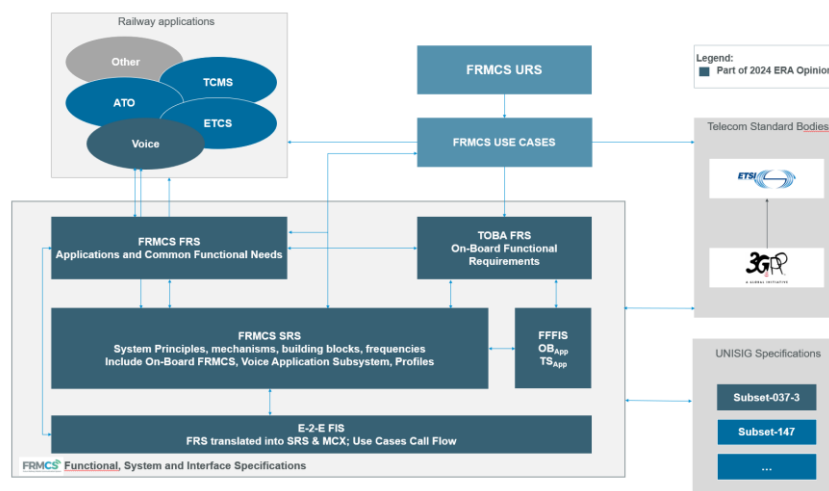 Railway applications
Other
TCMS
ATO
ETCS
Voice
FRMCS URS
FRMCS USE CASES
Legend:
Part of 2024 ERA Opinion
Telecom Standard Bodies
ETSI
3GPP
A GLOBAL INITIATIVE
FRMCS FRS
Applications and Common Functional Needs
TOBA FRS
On-Board Functional
Requirements
FRMCS SRS
System Principles, mechanisms, building blocks, frequencies
Include On-Board FRMCS, Voice Application Subsystem, Profiles
FFFIS
OBApp
TSApp
E-2-E FIS
FRS translated into SRS & MCX; Use Cases Call Flow
FRMCS Functional, System and Interface Specifications
UNISIG Specifications
Subset-037-3
Subset-147
...